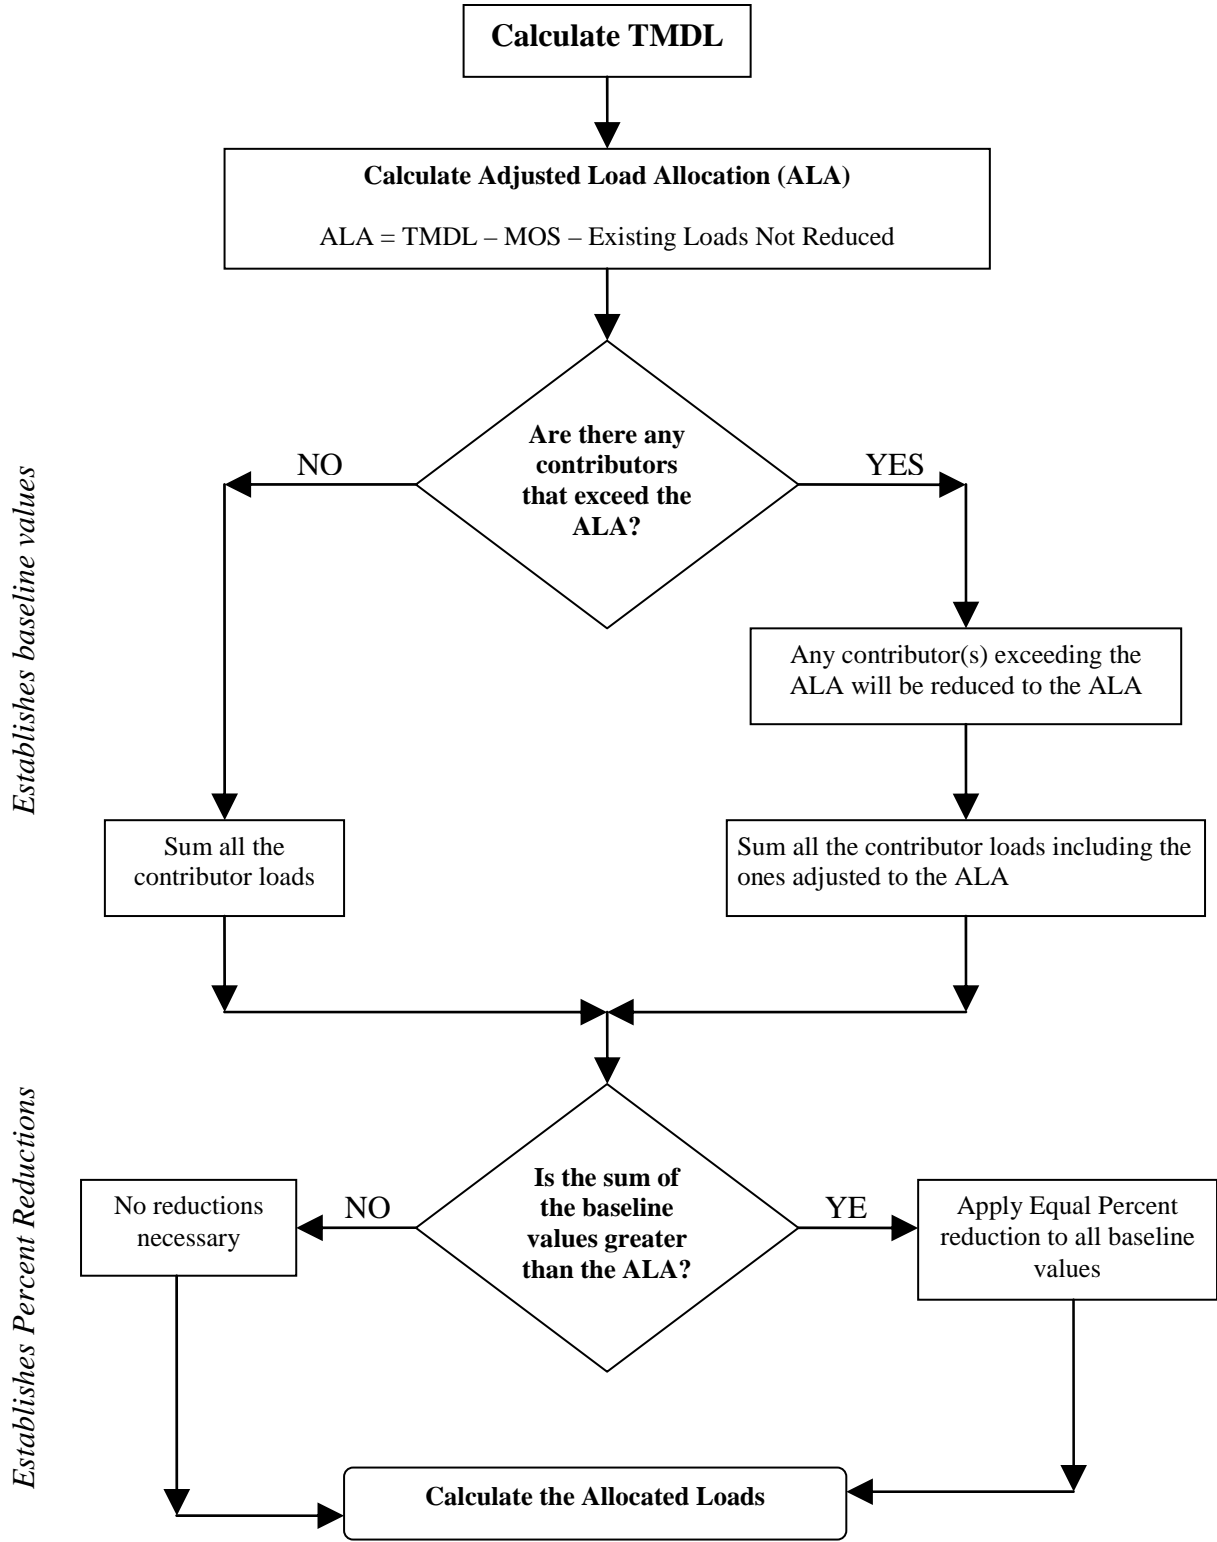 Calculate TMDL
Calculate Adjusted Load Allocation (ALA)
ALA = TMDL – MOS – Existing Loads Not Reduced
Are there any
contributors
that exceed the
ALA?
NO
YES
Establishes baseline values
Any contributor(s) exceeding the
ALA will be reduced to the ALA
Sum all the
contributor loads
Sum all the contributor loads including the
ones adjusted to the ALA
Is the sum of
the baseline
values greater
than the ALA?
NO
YE
Establishes Percent Reductions
No reductions
necessary
Apply Equal Percent
reduction to all baseline
values
Calculate the Allocated Loads